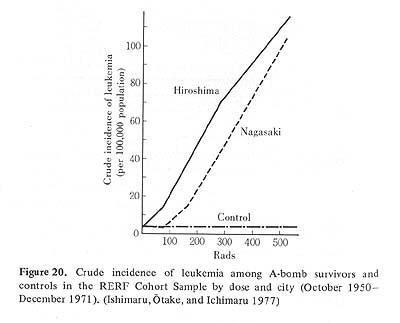 Crude incidence of leukemia
(per 100,000 population)
100
80
60
40
20
0
Hiroshima
Nagasaki
Control
100 200 300 400 500
Rads
Figure 20. Crude incidence of leukemia among A-bomb survivors and
controls in the RERF Cohort Sample by dose and city (October 1950–
December 1971). (Ishimaru, Ōtake, and Ichimaru 1977)